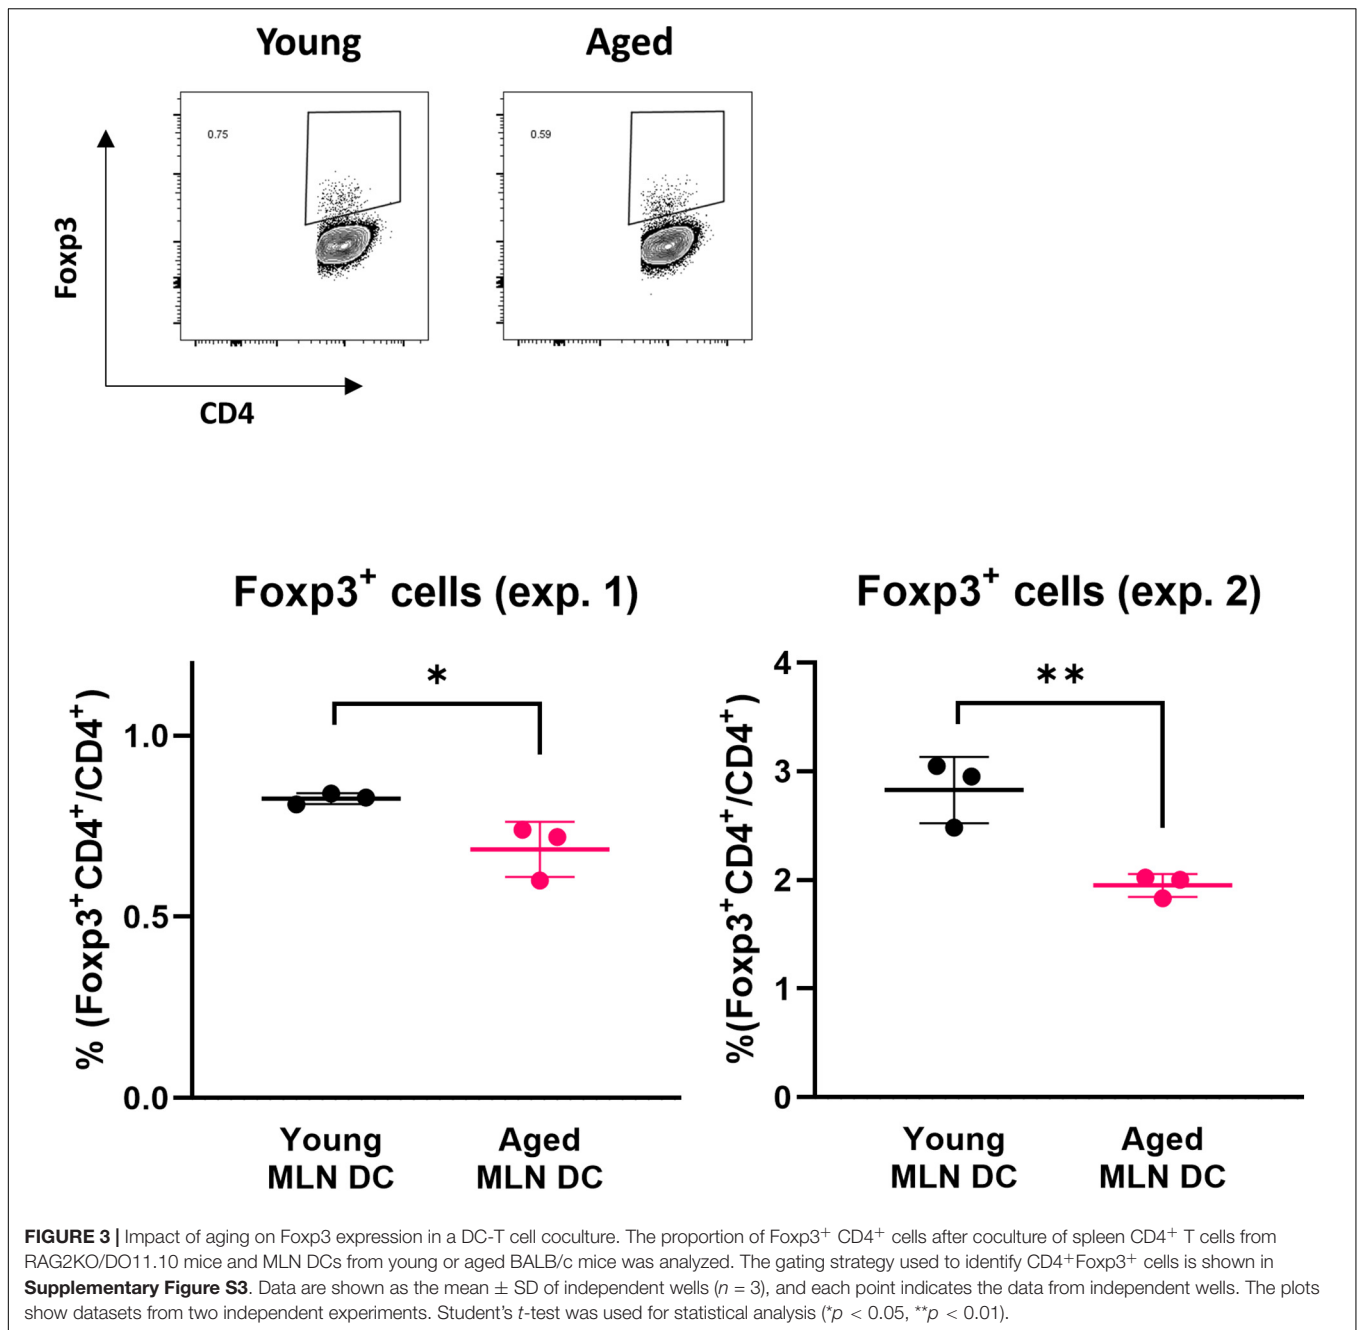 Young
Aged
0.75
0.59
Foxp3
CD4
Foxp3⁺ cells (exp. 1)
% (Foxp3⁺CD4⁺/CD4⁺)
1.0
0.5
0.0
*
Young
MLN DC
Aged
MLN DC
Foxp3⁺ cells (exp. 2)
%(Foxp3⁺CD4⁺/CD4⁺)
4
3
2
1
0
**
Young
MLN DC
Aged
MLN DC
FIGURE 3 | Impact of aging on Foxp3 expression in a DC-T cell coculture. The proportion of Foxp3⁺ CD4⁺ cells after coculture of spleen CD4⁺ T cells from
RAG2KO/DO11.10 mice and MLN DCs from young or aged BALB/c mice was analyzed. The gating strategy used to identify CD4⁺Foxp3⁺ cells is shown in
Supplementary Figure S3. Data are shown as the mean ± SD of independent wells (n = 3), and each point indicates the data from independent wells. The plots
show datasets from two independent experiments. Student's t-test was used for statistical analysis (*p < 0.05, **p < 0.01).